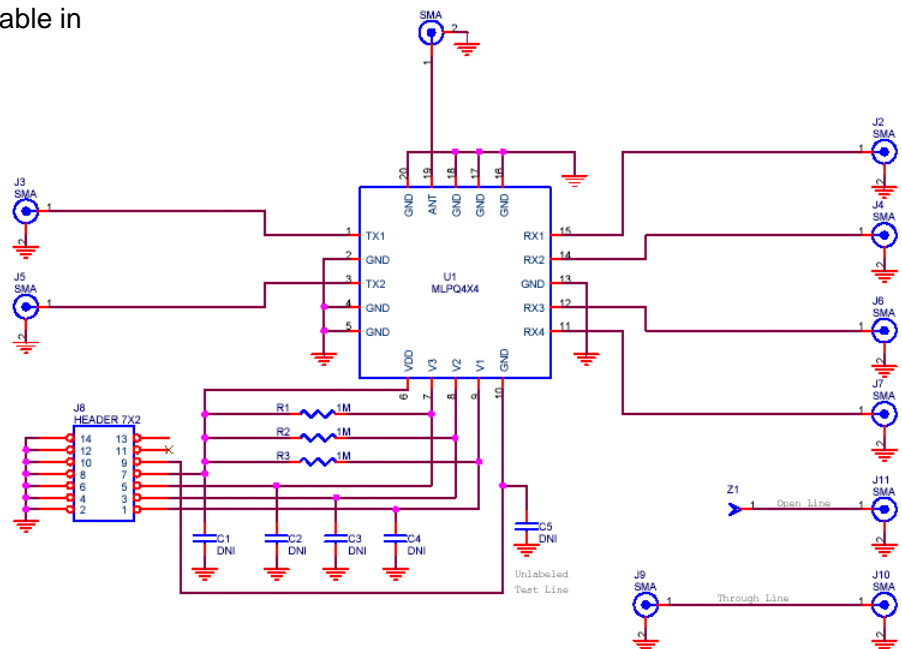 able in
SMA
2
1
J2
SMA
1
2
J3
SMA
1
2
J4
SMA
1
2
J5
SMA
1
2
J6
SMA
1
2
J7
SMA
1
2
20 19 18 17 16
GND ANT GND GND GND
1 TX1
2 GND
3 TX2
4 GND
5 GND
U1
MLPQ4X4
RX1 15
RX2 14
GND 13
RX3 12
RX4 11
VDD V3 V2 V1 GND
6 7 8 9 10
R1 1M
R2 1M
R3 1M
J8
HEADER 7X2
14 13
12 11
10 9
8 7
6 5
4 3
2 1
C1
DNI
C2
DNI
C3
DNI
C4
DNI
C5
DNI
Unlabeled
Test Line
Z1
1 Open Line 1
J11
SMA
2
J9
SMA
1 Through Line 1
2
J10
SMA
2